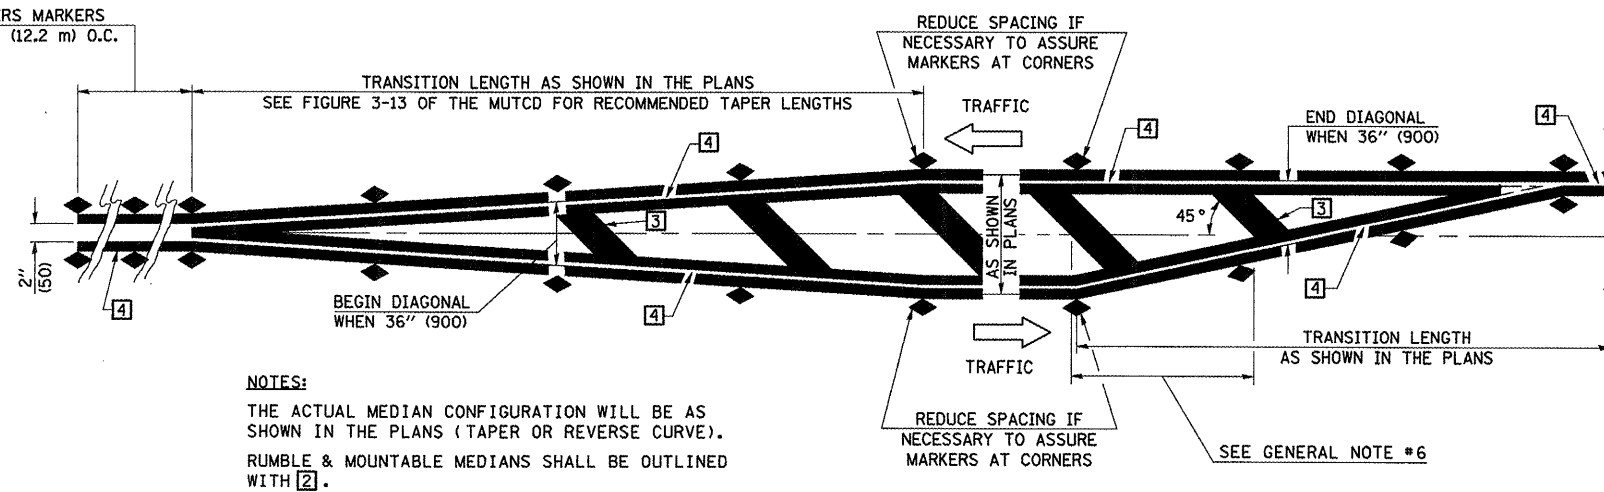 ERS MARKERS
(12.2 m) O.C.
TRANSITION LENGTH AS SHOWN IN THE PLANS
SEE FIGURE 3-13 OF THE MUTCD FOR RECOMMENDED TAPER LENGTHS
REDUCE SPACING IF
NECESSARY TO ASSURE
MARKERS AT CORNERS
TRAFFIC
END DIAGONAL
WHEN 36" (900)
4
4
4
3
3
45°
AS SHOWN
IN PLANS
2"
(50)
4
BEGIN DIAGONAL
WHEN 36" (900)
4
4
TRAFFIC
TRANSITION LENGTH
AS SHOWN IN THE PLANS
REDUCE SPACING IF
NECESSARY TO ASSURE
MARKERS AT CORNERS
SEE GENERAL NOTE #6
NOTES:
THE ACTUAL MEDIAN CONFIGURATION WILL BE AS
SHOWN IN THE PLANS (TAPER OR REVERSE CURVE).
RUMBLE & MOUNTABLE MEDIANS SHALL BE OUTLINED
WITH 2.